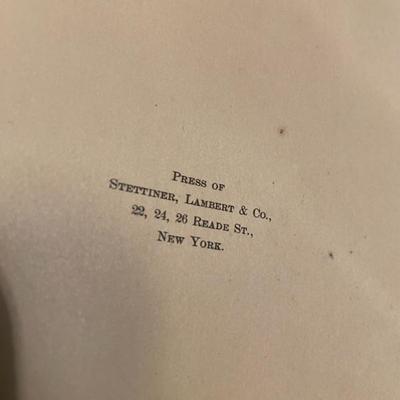 Press of
Stettiner, Lambert & Co.,
22, 24, 26 Reade St.,
New York.